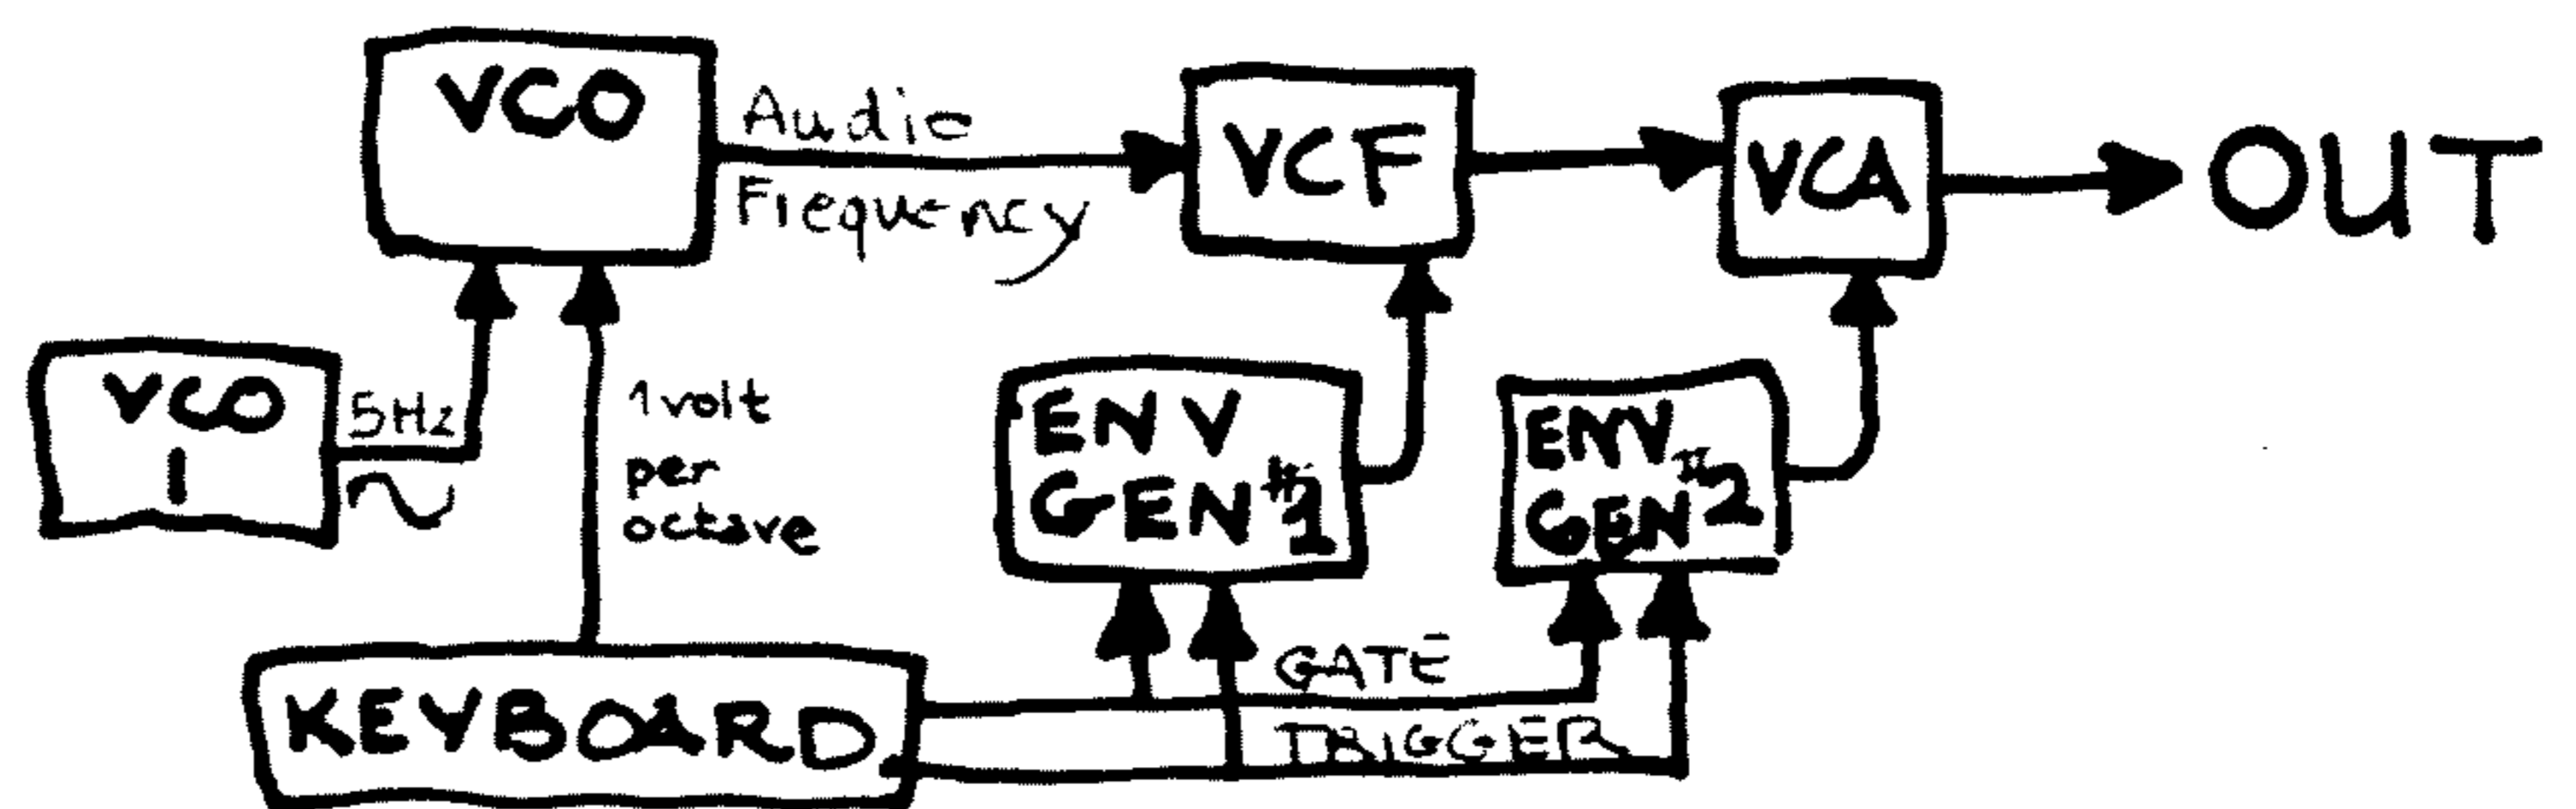 VCO
Audio
Frequency
VCF
VCA
OUT
VCO
1
5Hz
1 volt
per
octave
ENV
GEN #1
ENV
GEN #2
KEYBOARD
GATE
TRIGGER